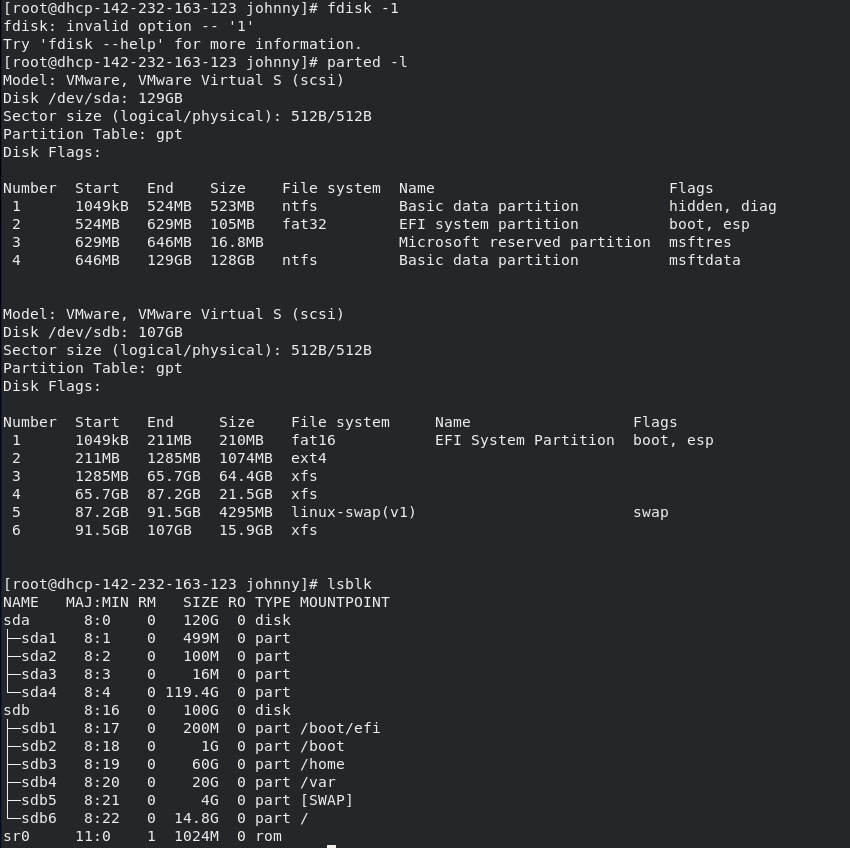 [root@dhcp-142-232-163-123 johnny]# fdisk -1
fdisk: invalid option -- '1'
Try 'fdisk --help' for more information.
[root@dhcp-142-232-163-123 johnny]# parted -l
Model: VMware, VMware Virtual S (scsi)
Disk /dev/sda: 129GB
Sector size (logical/physical): 512B/512B
Partition Table: gpt
Disk Flags:

Number  Start   End    Size    File system  Name                          Flags
 1      1049kB  524MB  523MB   ntfs         Basic data partition          hidden, diag
 2      524MB   629MB  105MB   fat32        EFI system partition          boot, esp
 3      629MB   646MB  16.8MB               Microsoft reserved partition  msftres
 4      646MB   129GB  128GB   ntfs         Basic data partition          msftdata

Model: VMware, VMware Virtual S (scsi)
Disk /dev/sdb: 107GB
Sector size (logical/physical): 512B/512B
Partition Table: gpt
Disk Flags:

Number  Start   End     Size    File system     Name                  Flags
 1      1049kB  211MB   210MB   fat16           EFI System Partition  boot, esp
 2      211MB   1285MB  1074MB  ext4
 3      1285MB  65.7GB  64.4GB  xfs
 4      65.7GB  87.2GB  21.5GB  xfs
 5      87.2GB  91.5GB  4295MB  linux-swap(v1)                        swap
 6      91.5GB  107GB   15.9GB  xfs

[root@dhcp-142-232-163-123 johnny]# lsblk
NAME   MAJ:MIN RM   SIZE RO TYPE MOUNTPOINT
sda      8:0    0   120G  0 disk
├─sda1   8:1    0   499M  0 part
├─sda2   8:2    0   100M  0 part
├─sda3   8:3    0    16M  0 part
└─sda4   8:4    0 119.4G  0 part
sdb      8:16   0   100G  0 disk
├─sdb1   8:17   0   200M  0 part /boot/efi
├─sdb2   8:18   0     1G  0 part /boot
├─sdb3   8:19   0    60G  0 part /home
├─sdb4   8:20   0    20G  0 part /var
├─sdb5   8:21   0     4G  0 part [SWAP]
└─sdb6   8:22   0  14.8G  0 part /
sr0     11:0    1  1024M  0 rom